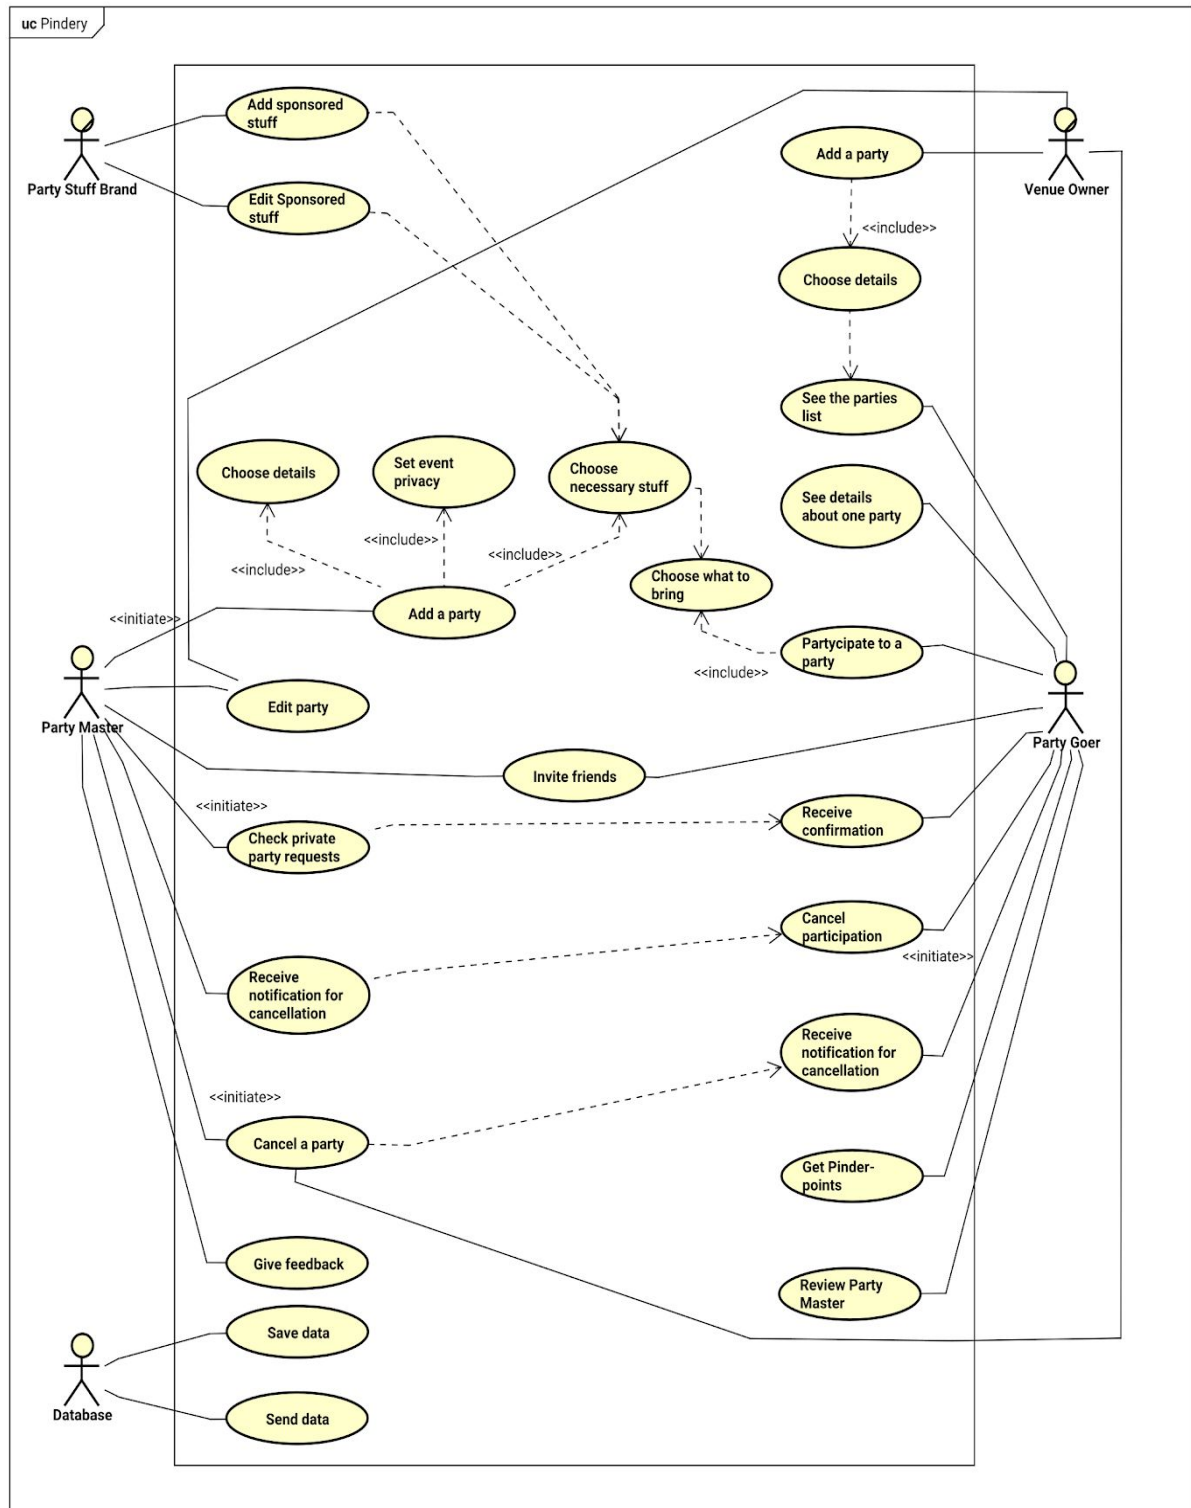 uc Pindery
Add sponsored
stuff
Party Stuff Brand
Edit Sponsored
stuff
Add a party
Venue Owner
<<include>>
Choose details
See the parties
list
Choose details
Set event
privacy
Choose
necessary stuff
See details
about one party
<<include>>
<<include>>
<<include>>
Choose what to
bring
Add a party
<<initiate>>
Partycipate to a
party
<<include>>
Party Master
Edit party
Party Goer
Invite friends
<<initiate>>
Check private
party requests
Receive
confirmation
Cancel
participation
<<initiate>>
Receive
notification for
cancellation
Receive
notification for
cancellation
<<initiate>>
Cancel a party
Get Pinder-
points
Give feedback
Review Party
Master
Save data
Database
Send data